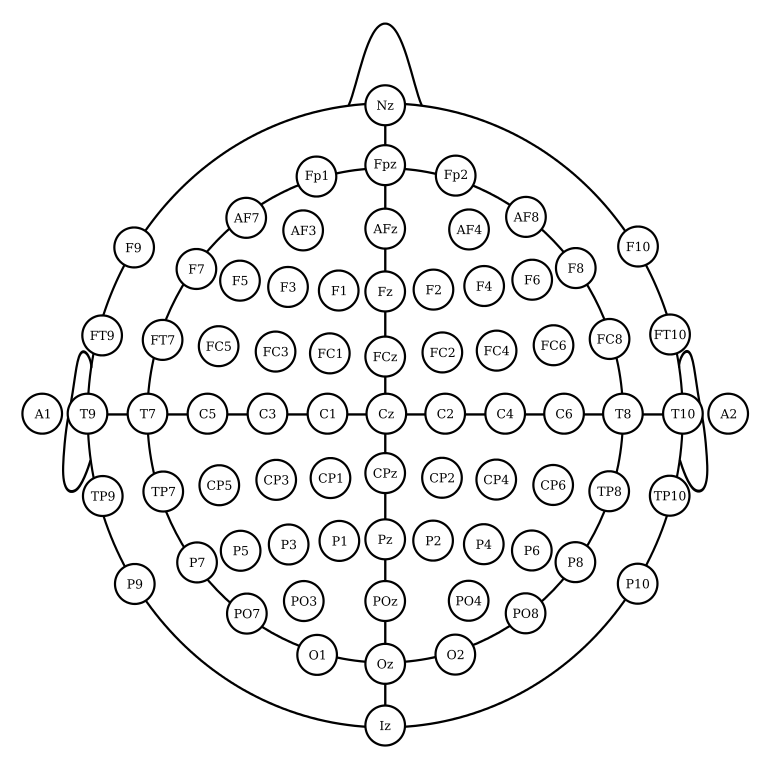 Nz
Fp1 Fpz Fp2
AF7 AF3 AFz AF4 AF8
F9 F7 F5 F3 F1 Fz F2 F4 F6 F8 F10
FT9 FT7 FC5 FC3 FC1 FCz FC2 FC4 FC6 FC8 FT10
A1 T9 T7 C5 C3 C1 Cz C2 C4 C6 T8 T10 A2
TP9 TP7 CP5 CP3 CP1 CPz CP2 CP4 CP6 TP8 TP10
P9 P7 P5 P3 P1 Pz P2 P4 P6 P8 P10
PO7 PO3 POz PO4 PO8
O1 Oz O2
Iz